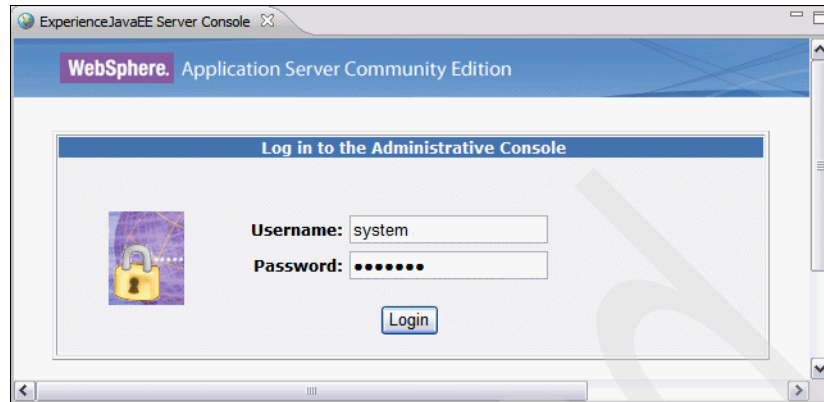 ExperienceJavaEE Server Console
WebSphere. Application Server Community Edition
Log in to the Administrative Console
Username: system
Password: •••••••
Login